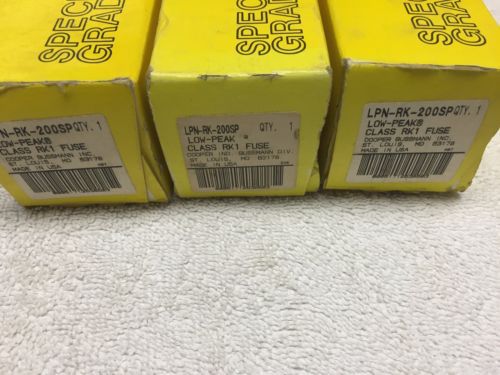 SPEC
GRAD
SPEC
GRAD
SPEC
GRAD
PN-RK-200SP QTY. 1
LOW-PEAK®
CLASS RK1 FUSE
COOPER BUSSMANN INC.
ST. LOUIS, MO 63178
MADE IN USA
LPN-RK-200SP QTY. 1
LOW-PEAK ®
CLASS RK1 FUSE
COOPER IND. BUSSMANN DIV.
ST. LOUIS, MO 63178
MADE IN USA
LPN-RK-200SP QTY. 1
LOW-PEAK®
CLASS RK1 FUSE
COOPER BUSSMANN INC.
ST. LOUIS, MO 63178
MADE IN USA